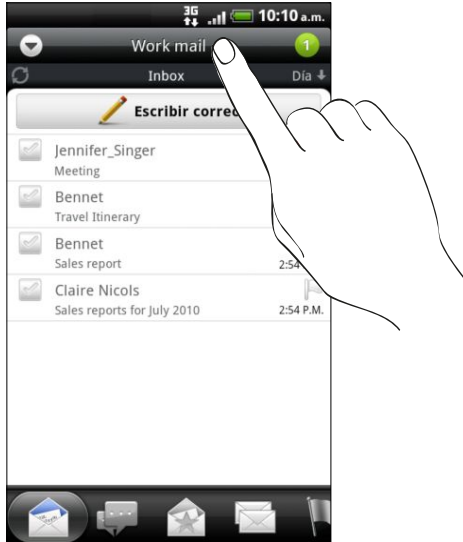 3G 10:10 a.m.
Work mail 1
Inbox Día
Escribir
Jennifer_Singer
Meeting
Bennet
Travel Itinerary
Bennet
Sales report 2:54
Claire Nicols
Sales reports for July 2010 2:54 P.M.